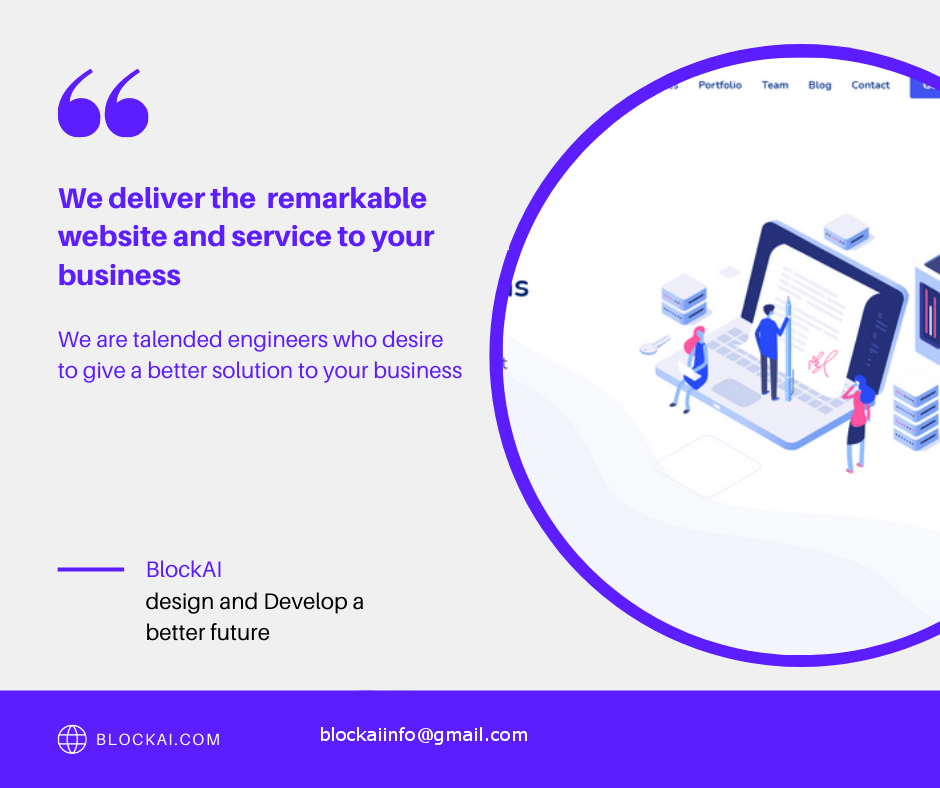 We deliver the remarkable
website and service to your
business
We are talended engineers who desire
to give a better solution to your business
Portfolio Team Blog Contact
BlockAI
design and Develop a
better future
BLOCKAI.COM
blockaiinfo@gmail.com